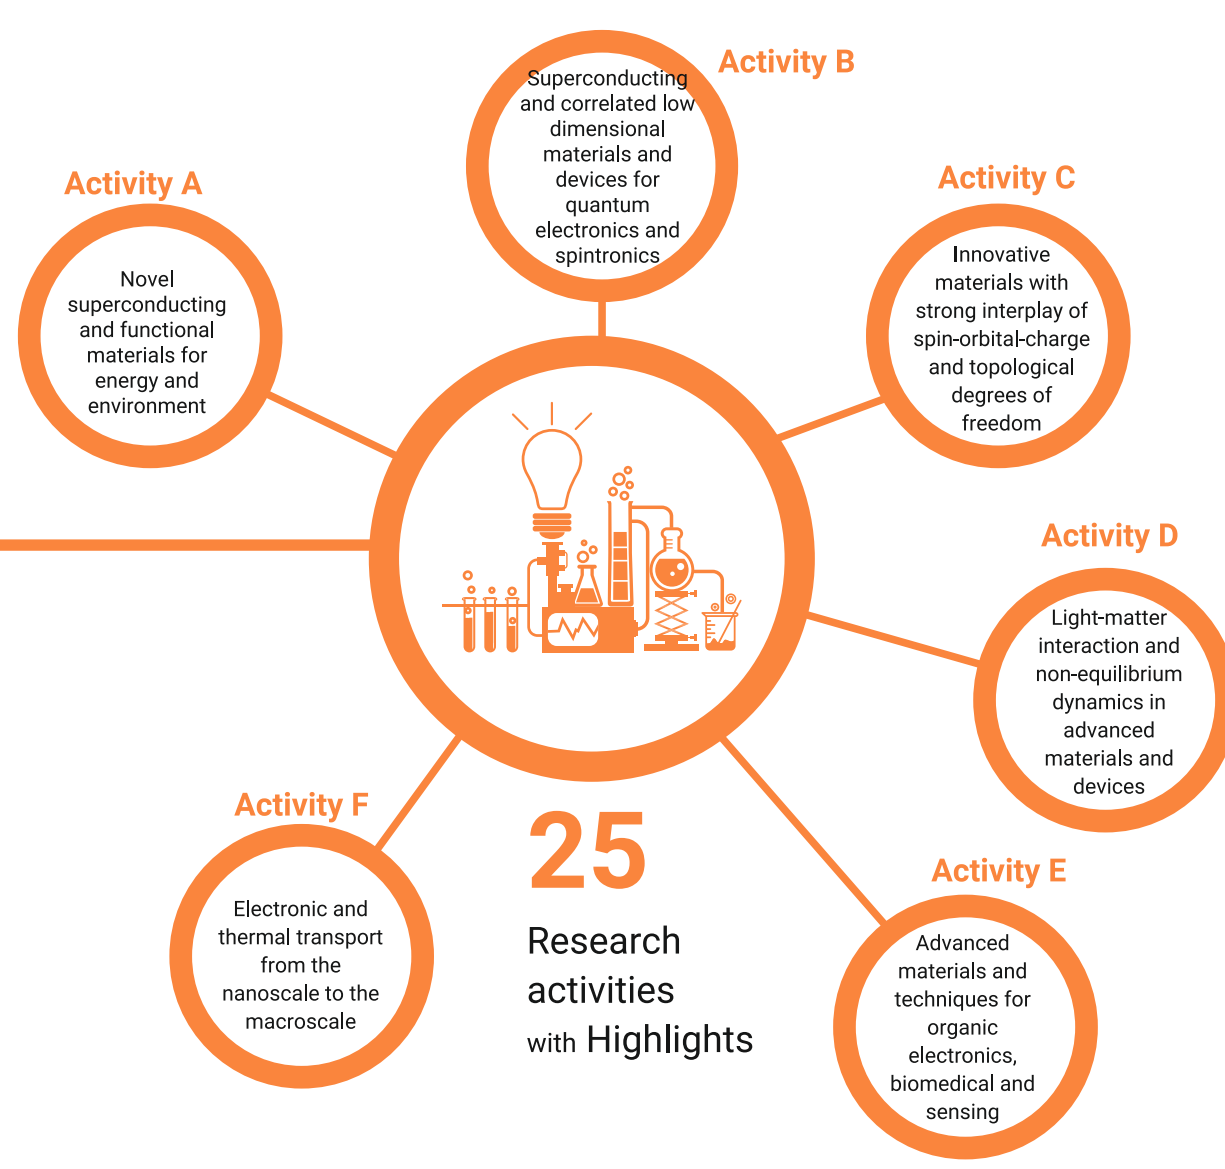 Activity A
Novel
superconducting
and functional
materials for
energy and
environment
Activity B
Superconducting
and correlated low
dimensional
materials and
devices for
quantum
electronics and
spintronics
Activity C
Innovative
materials with
strong interplay of
spin-orbital-charge
and topological
degrees of
freedom
Activity D
Light-matter
interaction and
non-equilibrium
dynamics in
advanced
materials and
devices
Activity E
Advanced
materials and
techniques for
organic
electronics,
biomedical and
sensing
Activity F
Electronic and
thermal transport
from the
nanoscale to the
macroscale
25
Research
activities
with Highlights